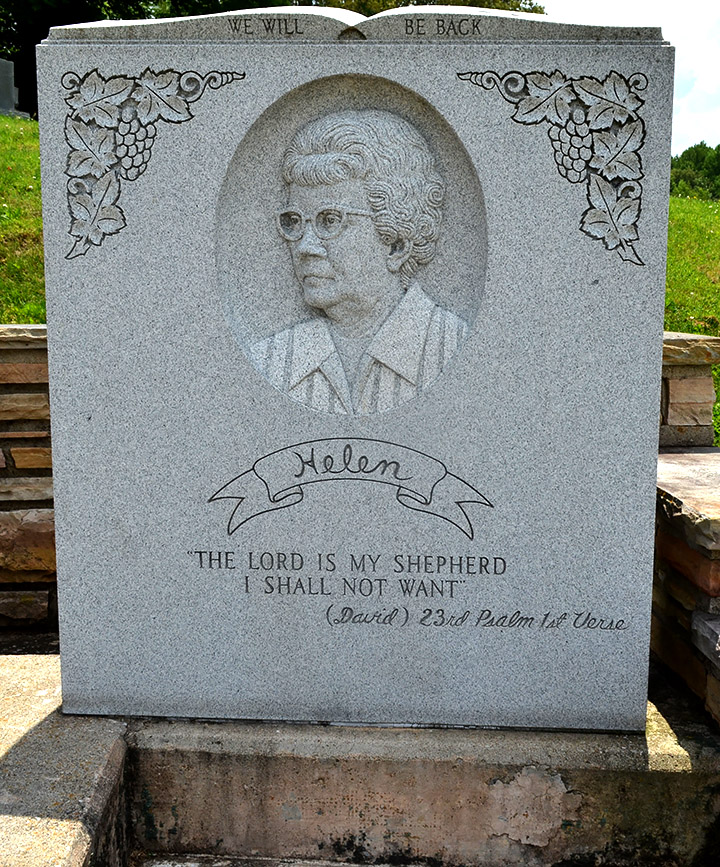 WE WILL BE BACK
Helen
"THE LORD IS MY SHEPHERD
I SHALL NOT WANT"
(David) 23rd Psalm 1st Verse